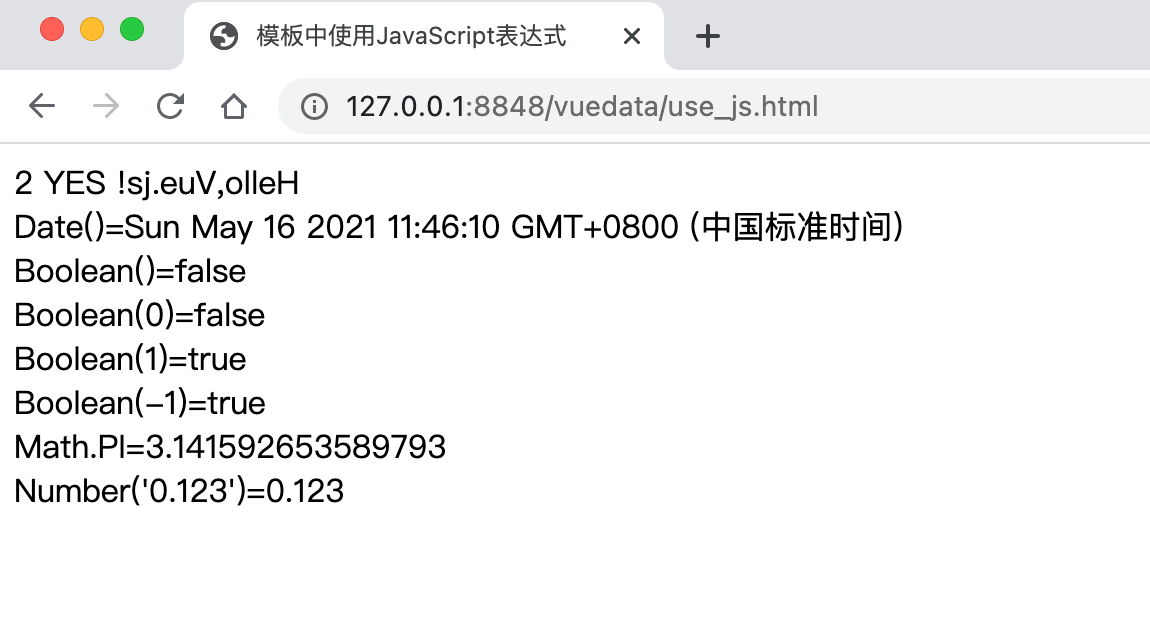 模板中使用JavaScript表达式
127.0.0.1:8848/vuedata/use_js.html
2 YES !sj.euV,olleH
Date()=Sun May 16 2021 11:46:10 GMT+0800 (中国标准时间)
Boolean()=false
Boolean(0)=false
Boolean(1)=true
Boolean(-1)=true
Math.PI=3.141592653589793
Number('0.123')=0.123